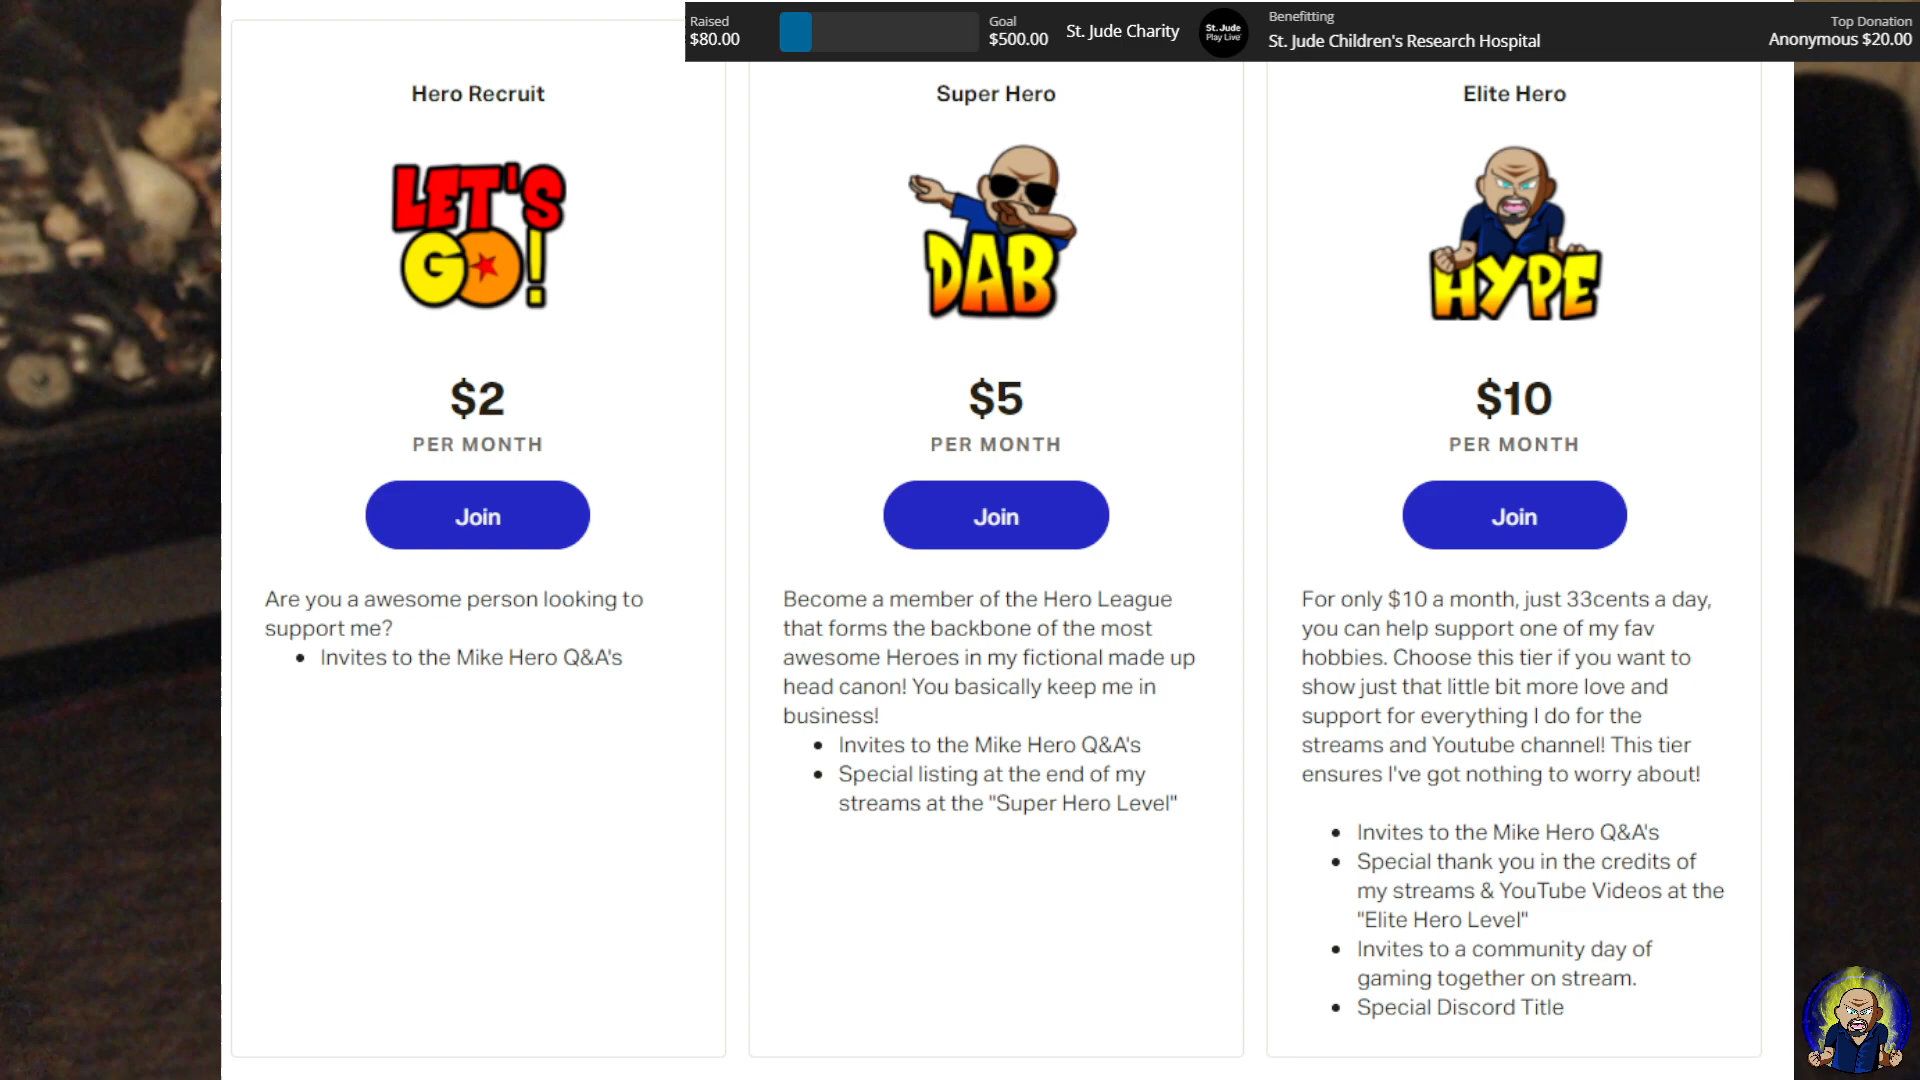 Raised
$80.00
Goal
$500.00
St. Jude Charity
St. Jude
Play Live
Benefitting
St. Jude Children's Research Hospital
Top Donation
Anonymous $20.00
Hero Recruit
LET'S
GO!
$2
PER MONTH
Join
Are you a awesome person looking to
support me?
• Invites to the Mike Hero Q&A's
Super Hero
DAB
$5
PER MONTH
Join
Become a member of the Hero League
that forms the backbone of the most
awesome Heroes in my fictional made up
head canon! You basically keep me in
business!
• Invites to the Mike Hero Q&A's
• Special listing at the end of my
streams at the "Super Hero Level"
Elite Hero
HYPE
$10
PER MONTH
Join
For only $10 a month, just 33cents a day,
you can help support one of my fav
hobbies. Choose this tier if you want to
show just that little bit more love and
support for everything I do for the
streams and Youtube channel! This tier
ensures I've got nothing to worry about!
• Invites to the Mike Hero Q&A's
• Special thank you in the credits of
my streams & YouTube Videos at the
"Elite Hero Level"
• Invites to a community day of
gaming together on stream.
• Special Discord Title